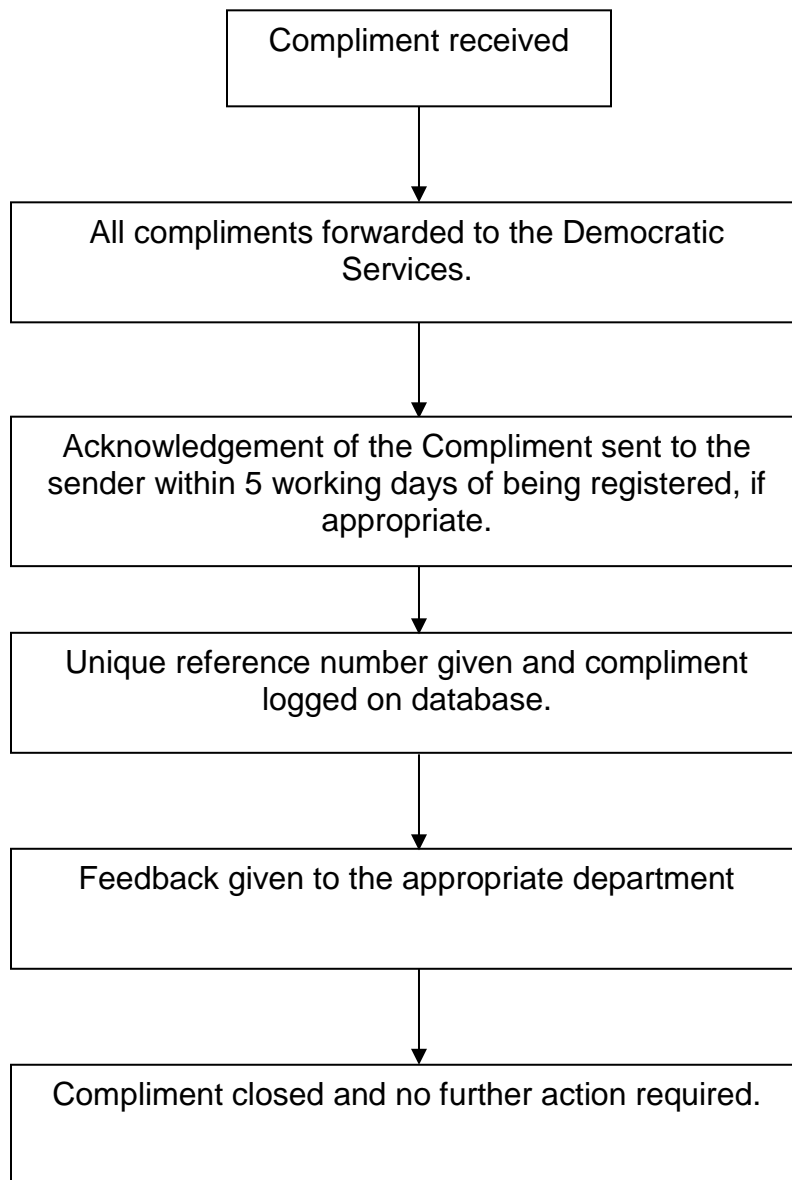 Compliment received
All compliments forwarded to the Democratic
Services.
Acknowledgement of the Compliment sent to the
sender within 5 working days of being registered, if
appropriate.
Unique reference number given and compliment
logged on database.
Feedback given to the appropriate department
Compliment closed and no further action required.